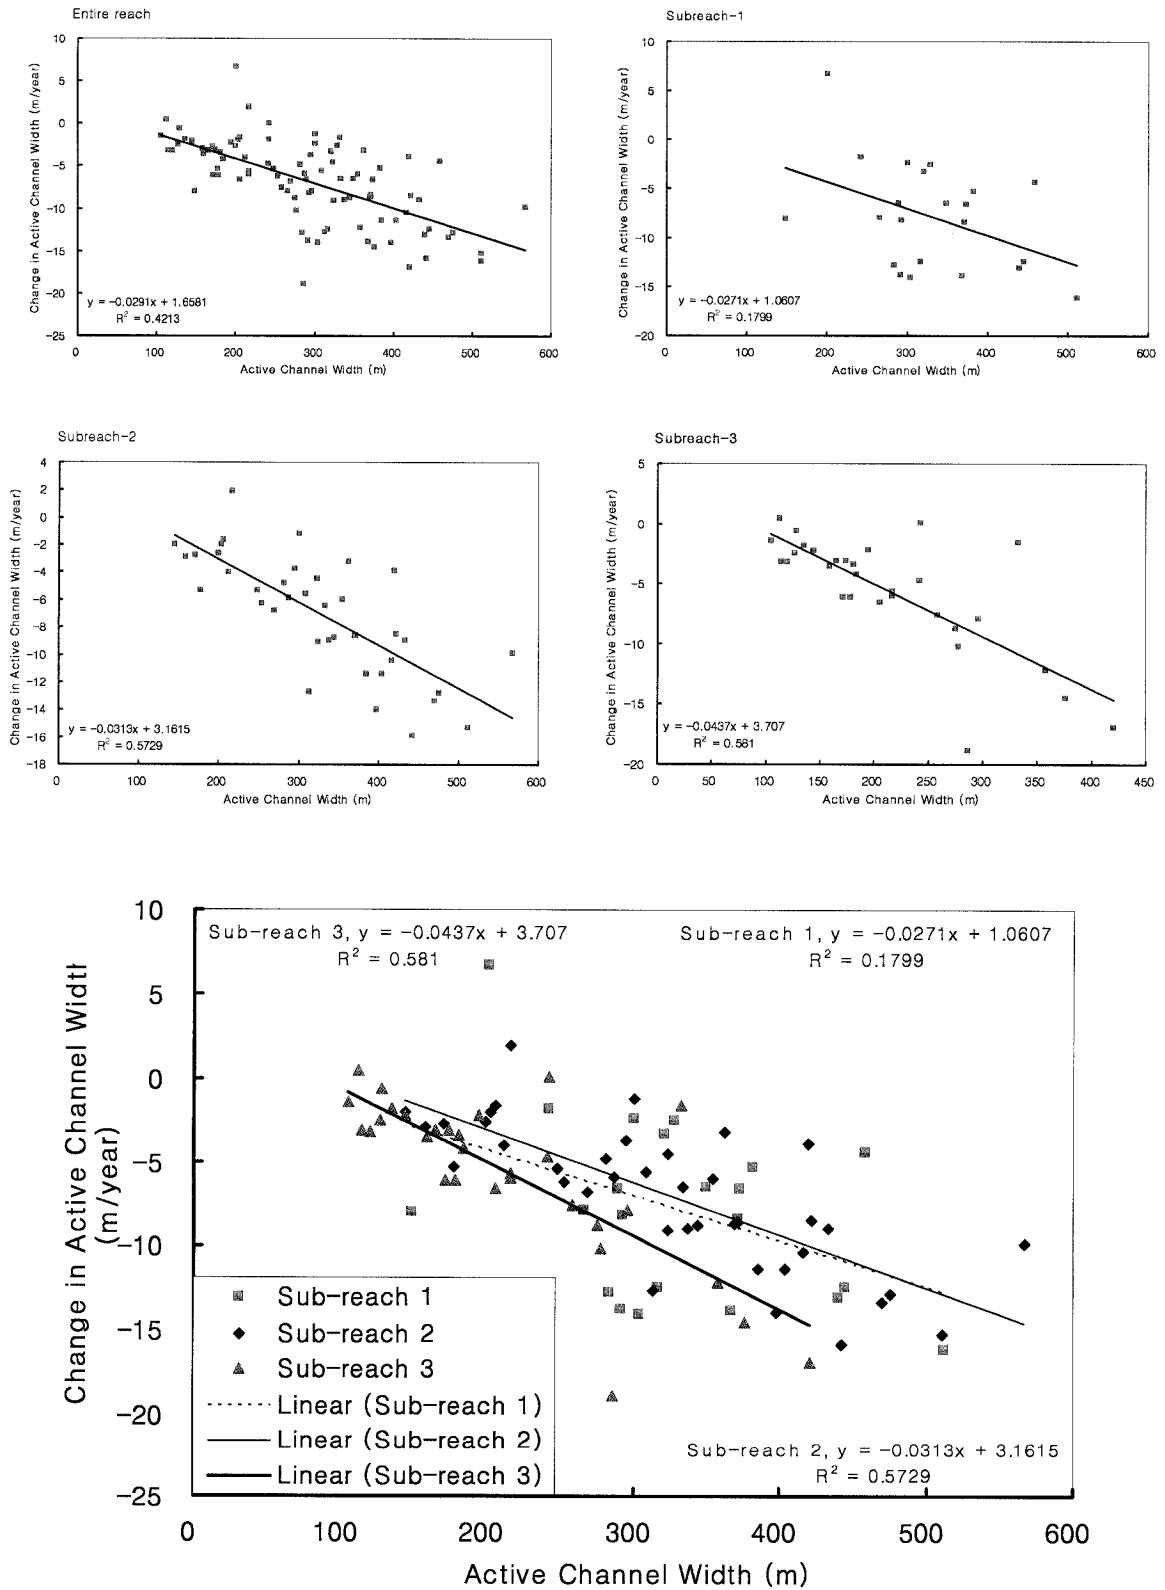 Entire reach
10
5
0
-5
-10
-15
-20
-25
Change in Active Channel Width (m/year)
y = -0.0291x + 1.6581
R² = 0.4213
0 100 200 300 400 500 600
Active Channel Width (m)
Subreach-1
10
5
0
-5
-10
-15
-20
Change in Active Channel Width (m/year)
y = -0.0271x + 1.0607
R² = 0.1799
0 100 200 300 400 500 600
Active Channel Width (m)
Subreach-2
4
2
0
-2
-4
-6
-8
-10
-12
-14
-16
-18
Change in Active Channel Width (m/year)
y = -0.0313x + 3.1615
R² = 0.5729
0 100 200 300 400 500 600
Active Channel Width (m)
Subreach-3
5
0
-5
-10
-15
-20
Change in Active Channel Width (m/year)
y = -0.0437x + 3.707
R² = 0.581
0 50 100 150 200 250 300 350 400 450
Active Channel Width (m)
10
5
0
-5
-10
-15
-20
-25
Change in Active Channel Width
(m/year)
Sub-reach 3, y = -0.0437x + 3.707
R² = 0.581
Sub-reach 1, y = -0.0271x + 1.0607
R² = 0.1799
Sub-reach 1
Sub-reach 2
Sub-reach 3
Linear (Sub-reach 1)
Linear (Sub-reach 2)
Linear (Sub-reach 3)
Sub-reach 2, y = -0.0313x + 3.1615
R² = 0.5729
0 100 200 300 400 500 600
Active Channel Width (m)